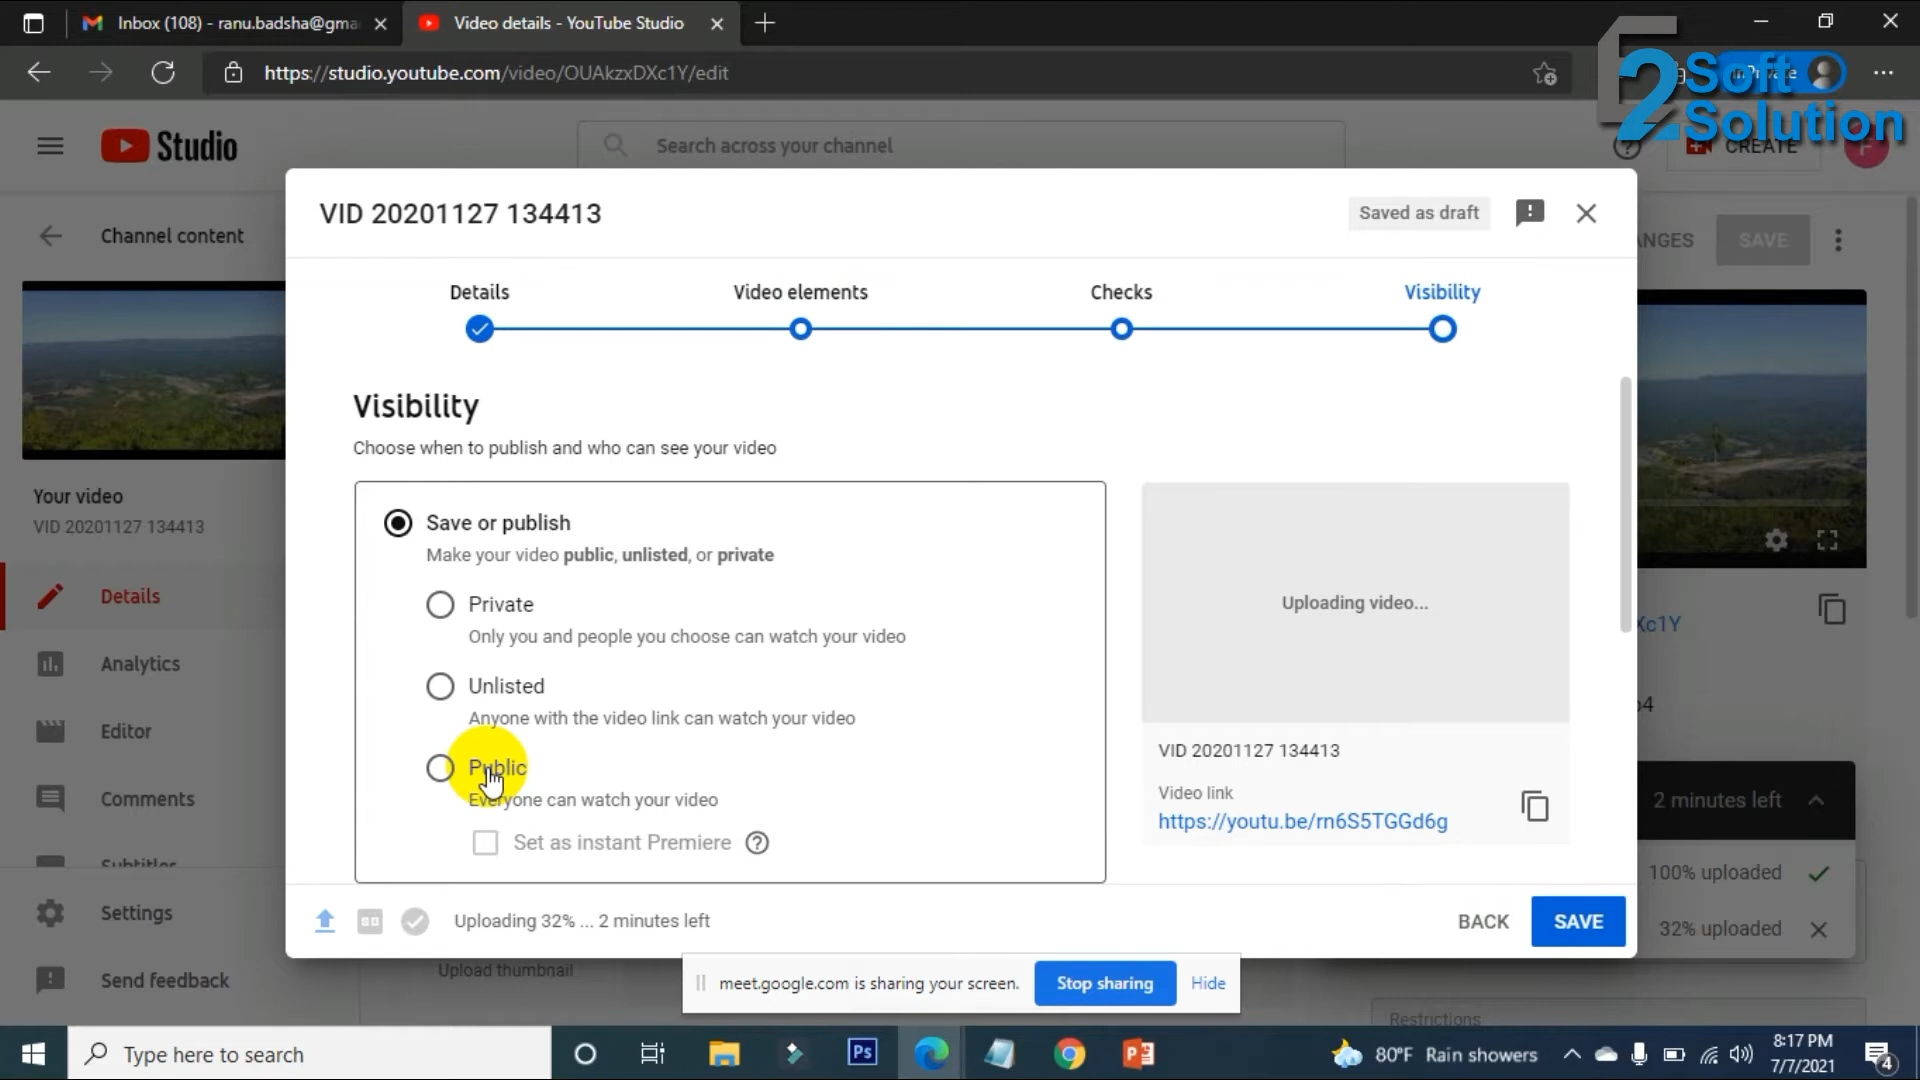 Inbox (108) - ranu.badsha@gma
Video details - YouTube Studio
https://studio.youtube.com/video/OUAkzxDXc1Y/edit
Soft
Solution
Studio
Search across your channel
CREATE
Channel content
VID 20201127 134413
Saved as draft
ANGES
SAVE
Details
Video elements
Checks
Visibility
Visibility
Choose when to publish and who can see your video
Your video
VID 20201127 134413
Save or publish
Make your video public, unlisted, or private
Private
Only you and people you choose can watch your video
Unlisted
Anyone with the video link can watch your video
Public
Everyone can watch your video
Set as instant Premiere
Uploading video...
VID 20201127 134413
Video link
https://youtu.be/rn6S5TGGd6g
Details
Analytics
Editor
Comments
Subtitles
Settings
Send feedback
Xc1Y
p4
2 minutes left
100% uploaded
32% uploaded
Uploading 32% ... 2 minutes left
BACK
SAVE
Upload thumbnail
Restrictions
meet.google.com is sharing your screen.
Stop sharing
Hide
Type here to search
Ps
80°F Rain showers
8:17 PM
7/7/2021
4